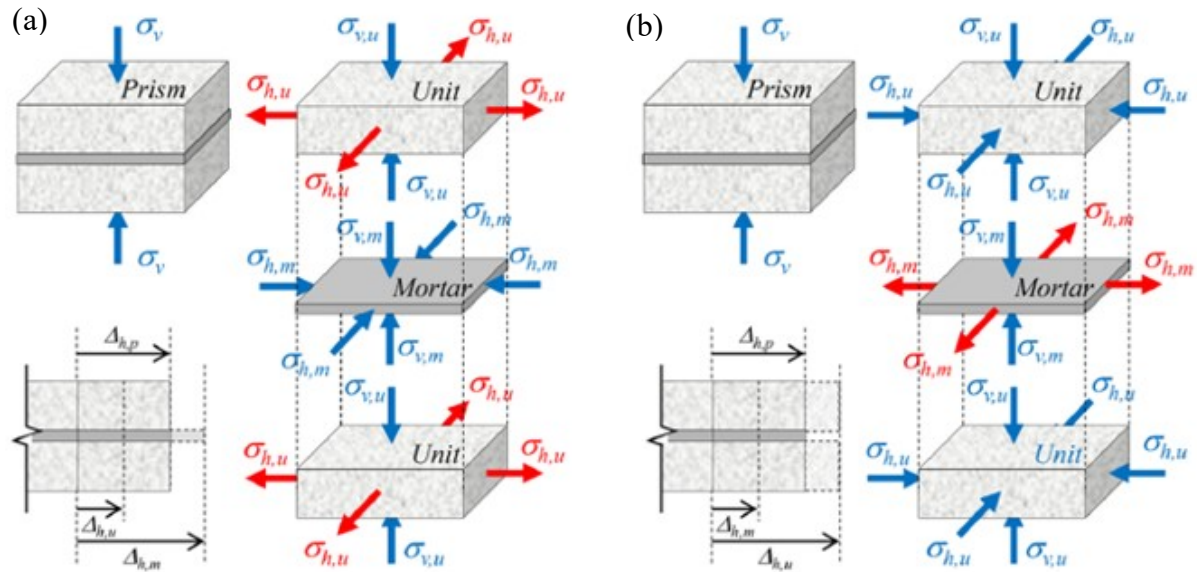 (a)
σv
Prism
σv
σv,u
σh,u
Unit
σh,u
σh,u
σh,u
σv,u
σh,m
σv,m
σh,m
Mortar
σh,m
σh,m
σv,m
σv,u
σh,u
Unit
σh,u
σh,u
σh,u
σv,u
Δh,p
Δh,u
Δh,m
(b)
σv
Prism
σv
σv,u
σh,u
Unit
σh,u
σh,u
σh,u
σv,u
σh,m
σv,m
σh,m
Mortar
σh,m
σh,m
σv,m
σv,u
σh,u
Unit
σh,u
σh,u
σh,u
σv,u
Δh,p
Δh,m
Δh,u